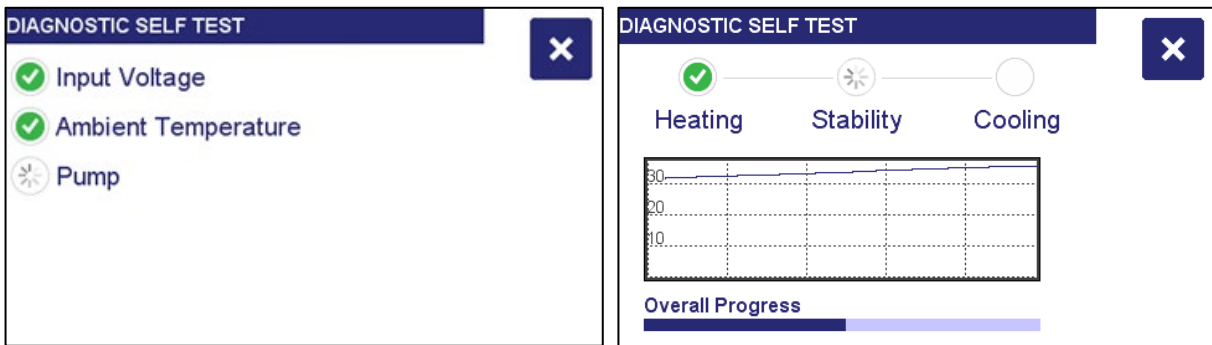 DIAGNOSTIC SELF TEST
Input Voltage
Ambient Temperature
Pump
DIAGNOSTIC SELF TEST
Heating Stability Cooling
30
20
10
Overall Progress